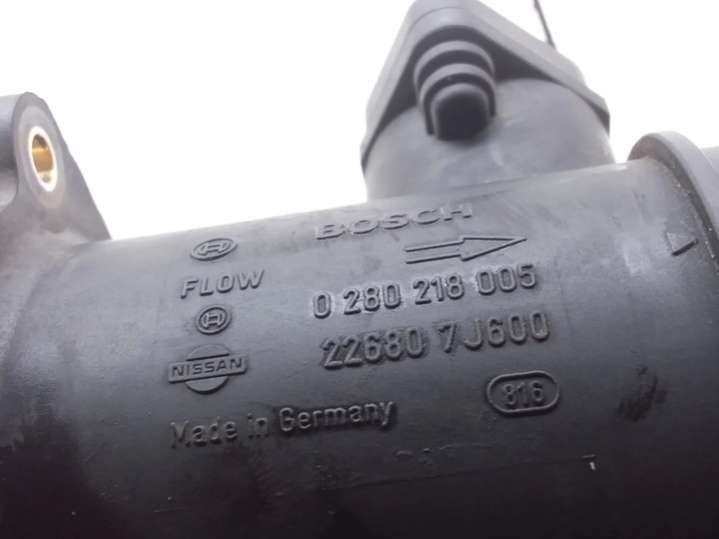 BOSCH
FLOW
0 280 218 005
NISSAN
22680 7J600
816
Made in Germany